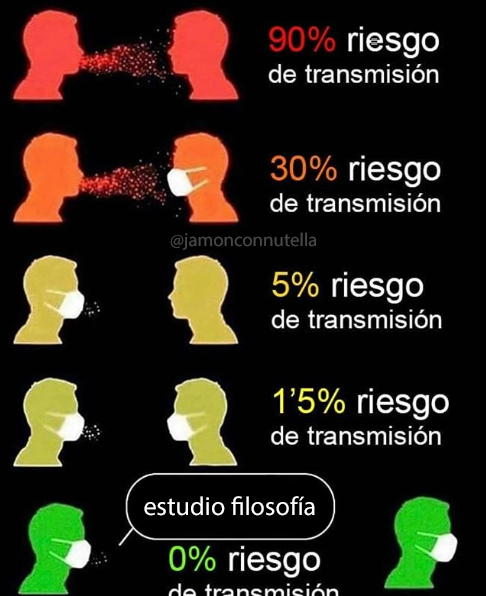 90% riesgo
de transmisión
30% riesgo
de transmisión
@jamonconnutella
5% riesgo
de transmisión
1'5% riesgo
de transmisión
estudio filosofía
0% riesgo
de transmisión